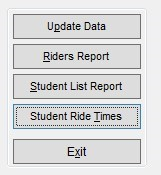 Update Data
Riders Report
Student List Report
Student Ride Times
Exit